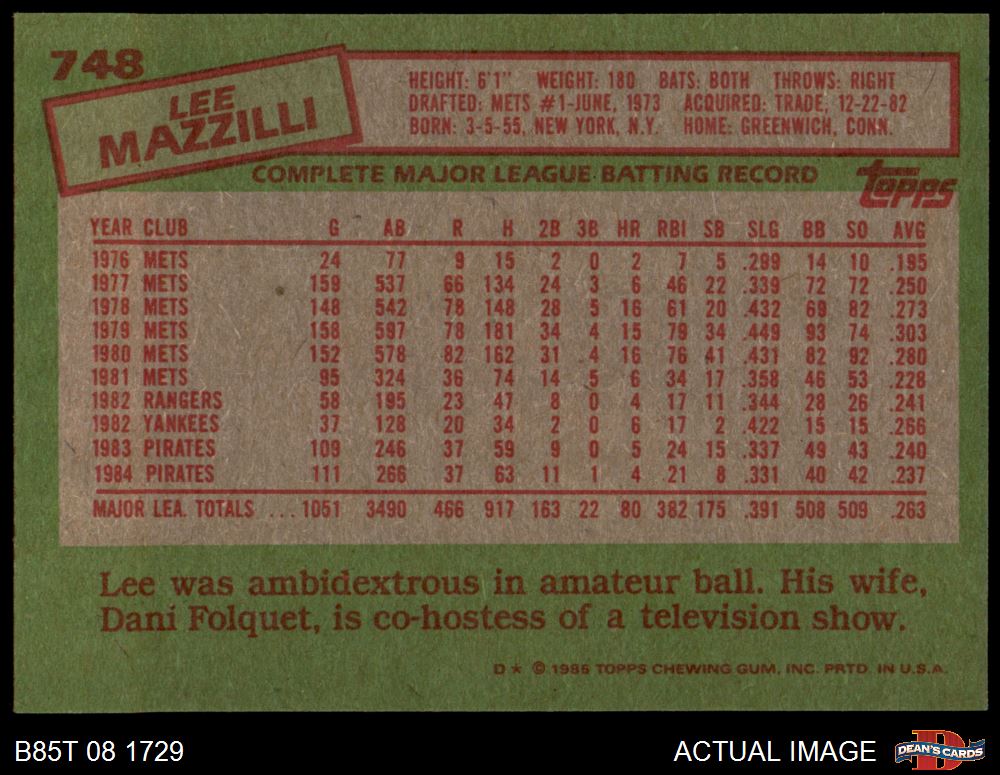 748
LEE
MAZZILLI
HEIGHT: 6'1" WEIGHT: 180 BATS: BOTH THROWS: RIGHT
DRAFTED: METS #1-JUNE, 1973 ACQUIRED: TRADE, 12-22-82
BORN: 3-5-55, NEW YORK, N.Y. HOME: GREENWICH, CONN.
COMPLETE MAJOR LEAGUE BATTING RECORD
topps
YEAR CLUB G AB R H 2B 3B HR RBI SB SLG BB SO AVG
1976 METS 24 77 9 15 2 0 2 7 5 .299 14 10 .195
1977 METS 159 537 66 134 24 3 6 46 22 .339 72 72 .250
1978 METS 148 542 78 148 28 5 16 61 20 .432 69 82 .273
1979 METS 158 597 78 181 34 4 15 79 34 .449 93 74 .303
1980 METS 152 578 82 162 31 4 16 76 41 .431 82 92 .280
1981 METS 95 324 36 74 14 5 6 34 17 .358 46 53 .228
1982 RANGERS 58 195 23 47 8 0 4 17 11 .344 28 26 .241
1982 YANKEES 37 128 20 34 2 0 6 17 2 .422 15 15 .266
1983 PIRATES 109 246 37 59 9 0 5 24 15 .337 49 43 .240
1984 PIRATES 111 266 37 63 11 1 4 21 8 .331 40 42 .237
MAJOR LEA. TOTALS ... 1051 3490 466 917 163 22 80 382 175 .391 508 509 .263
Lee was ambidextrous in amateur ball. His wife,
Dani Folquet, is co-hostess of a television show.
D* © 1985 TOPPS CHEWING GUM, INC. PRTD. IN U.S.A.
B85T 08 1729
ACTUAL IMAGE
D
DEAN'S CARDS